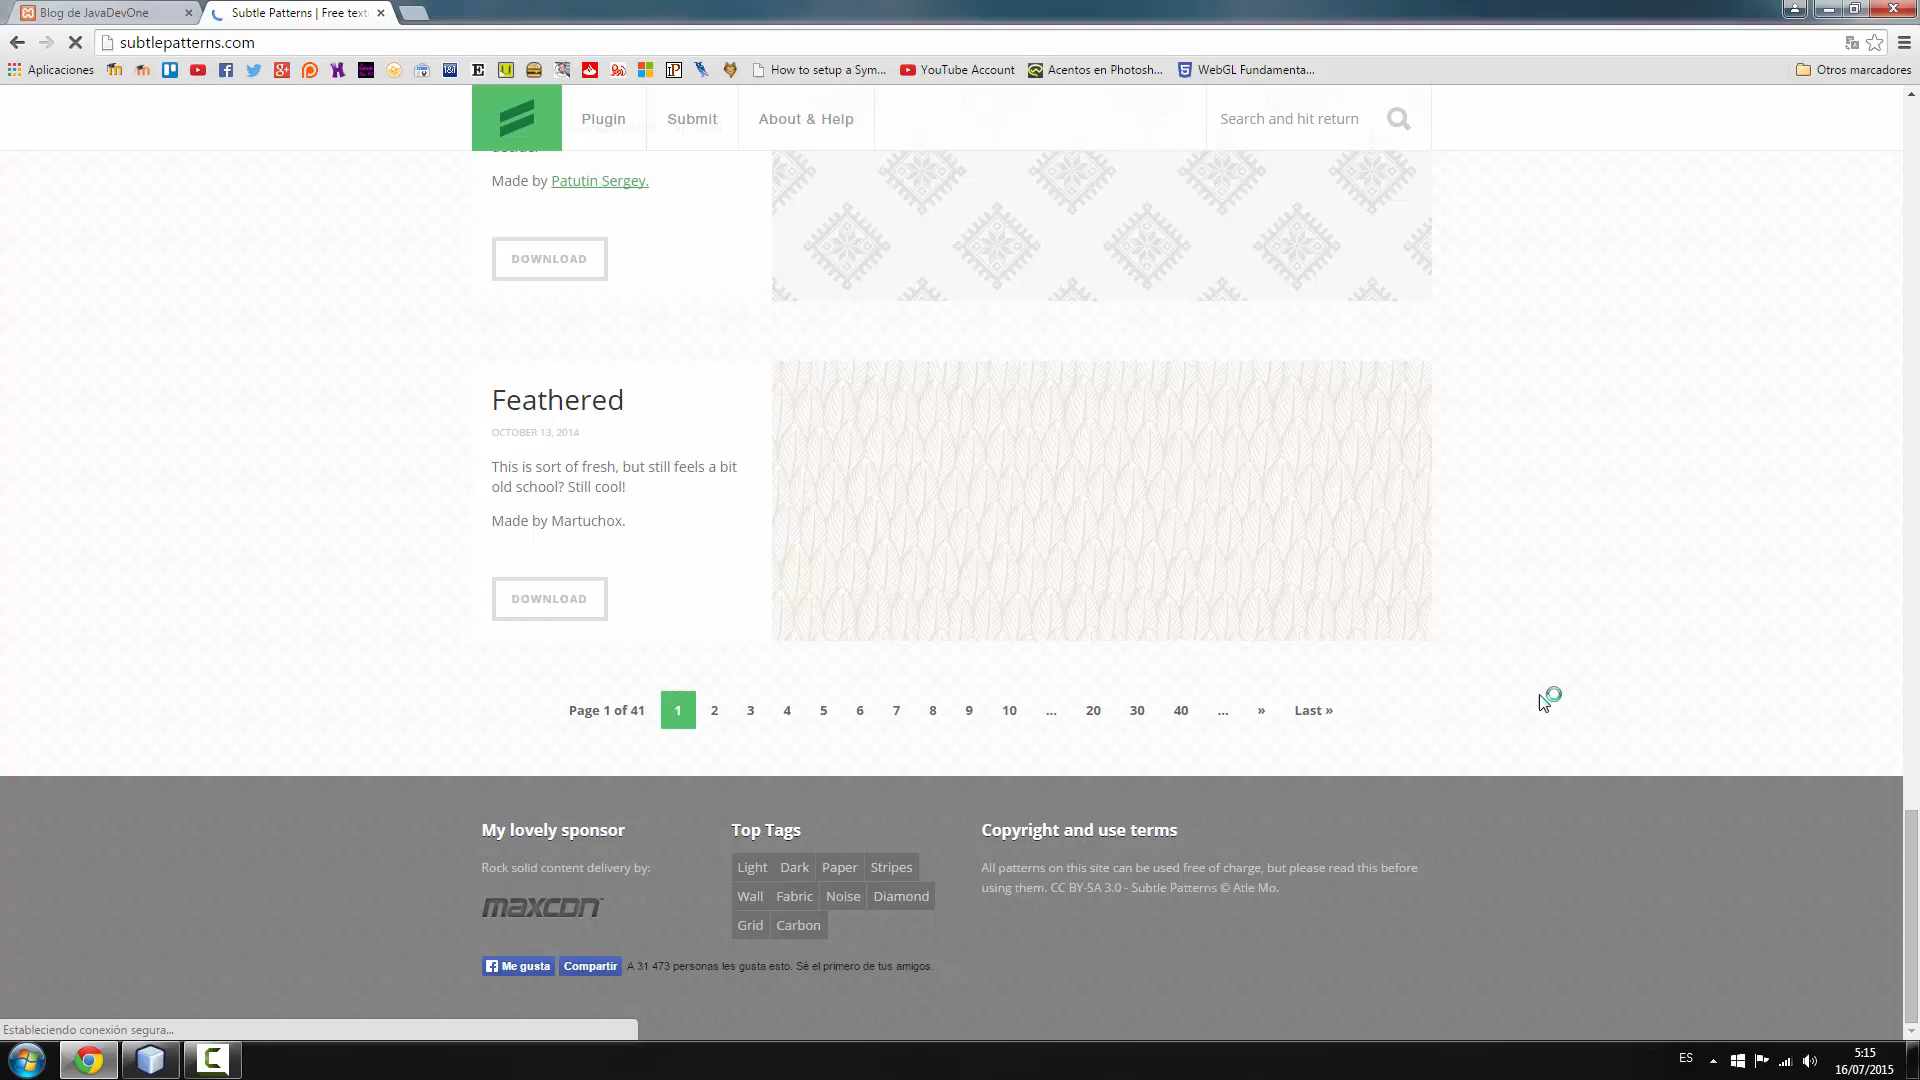 Blog de JavaDevOne
Subtle Patterns | Free text
subtlepatterns.com
Aplicaciones
How to setup a Sym...
YouTube Account
Acentos en Photosh...
WebGL Fundamenta...
Otros marcadores
Plugin
Submit
About & Help
Search and hit return
Made by Patutin Sergey.
DOWNLOAD
Feathered
OCTOBER 13, 2014
This is sort of fresh, but still feels a bit
old school? Still cool!
Made by Martuchox.
DOWNLOAD
Page 1 of 41 1 2 3 4 5 6 7 8 9 10 ... 20 30 40 ... » Last »
My lovely sponsor
Rock solid content delivery by:
maxcon
Top Tags
Light Dark Paper Stripes
Wall Fabric Noise Diamond
Grid Carbon
Copyright and use terms
All patterns on this site can be used free of charge, but please read this before
using them. CC BY-SA 3.0 - Subtle Patterns © Atle Mo.
Me gusta
Compartir
A 31 473 personas les gusta esto. Sé el primero de tus amigos.
Estableciendo conexión segura...
ES
5:15
16/07/2015